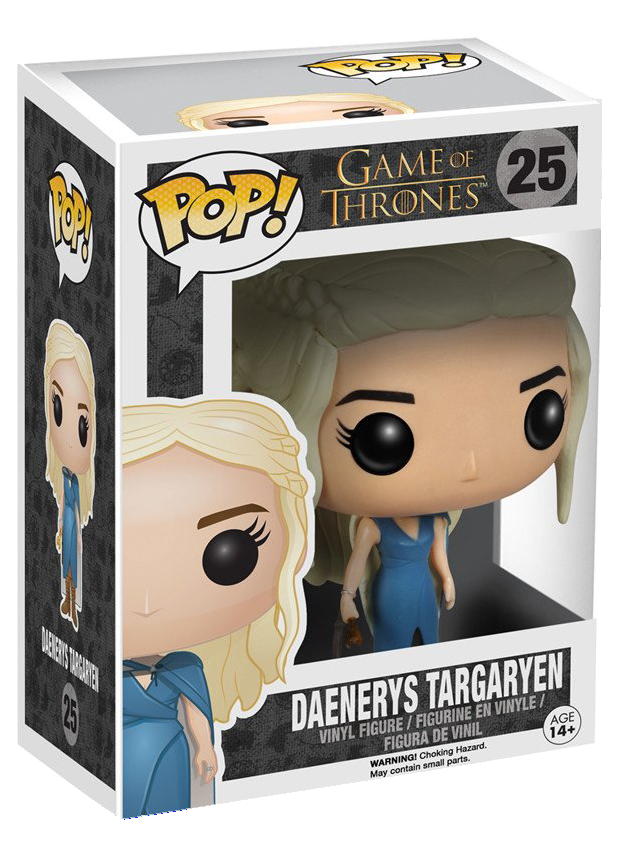 POP!
POP!
GAME OF
THRONES™
25
POP!
DAENERYS TARGARYEN
25
DAENERYS TARGARYEN
VINYL FIGURE / FIGURINE EN VINYLE /
FIGURA DE VINIL
WARNING! Choking Hazard.
May contain small parts.
AGE
14+